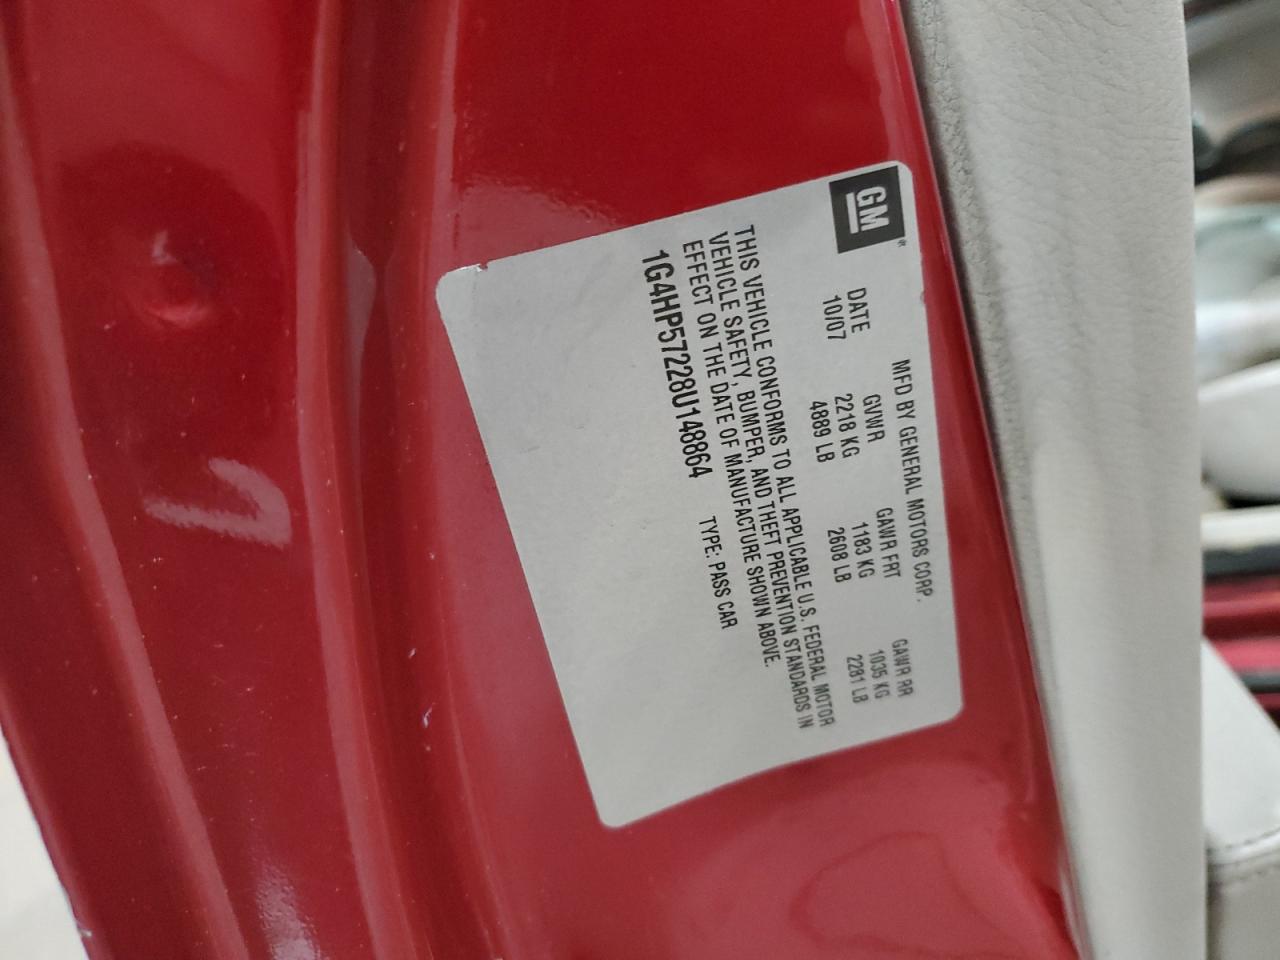 GM
MFD BY GENERAL MOTORS CORP.
DATE GVWR GAWR FRT GAWR RR
10/07 2218 KG 1183 KG 1035 KG
4889 LB 2608 LB 2281 LB
THIS VEHICLE CONFORMS TO ALL APPLICABLE U.S. FEDERAL MOTOR
VEHICLE SAFETY, BUMPER, AND THEFT PREVENTION STANDARDS IN
EFFECT ON THE DATE OF MANUFACTURE SHOWN ABOVE.
1G4HP57228U148864 TYPE: PASS CAR